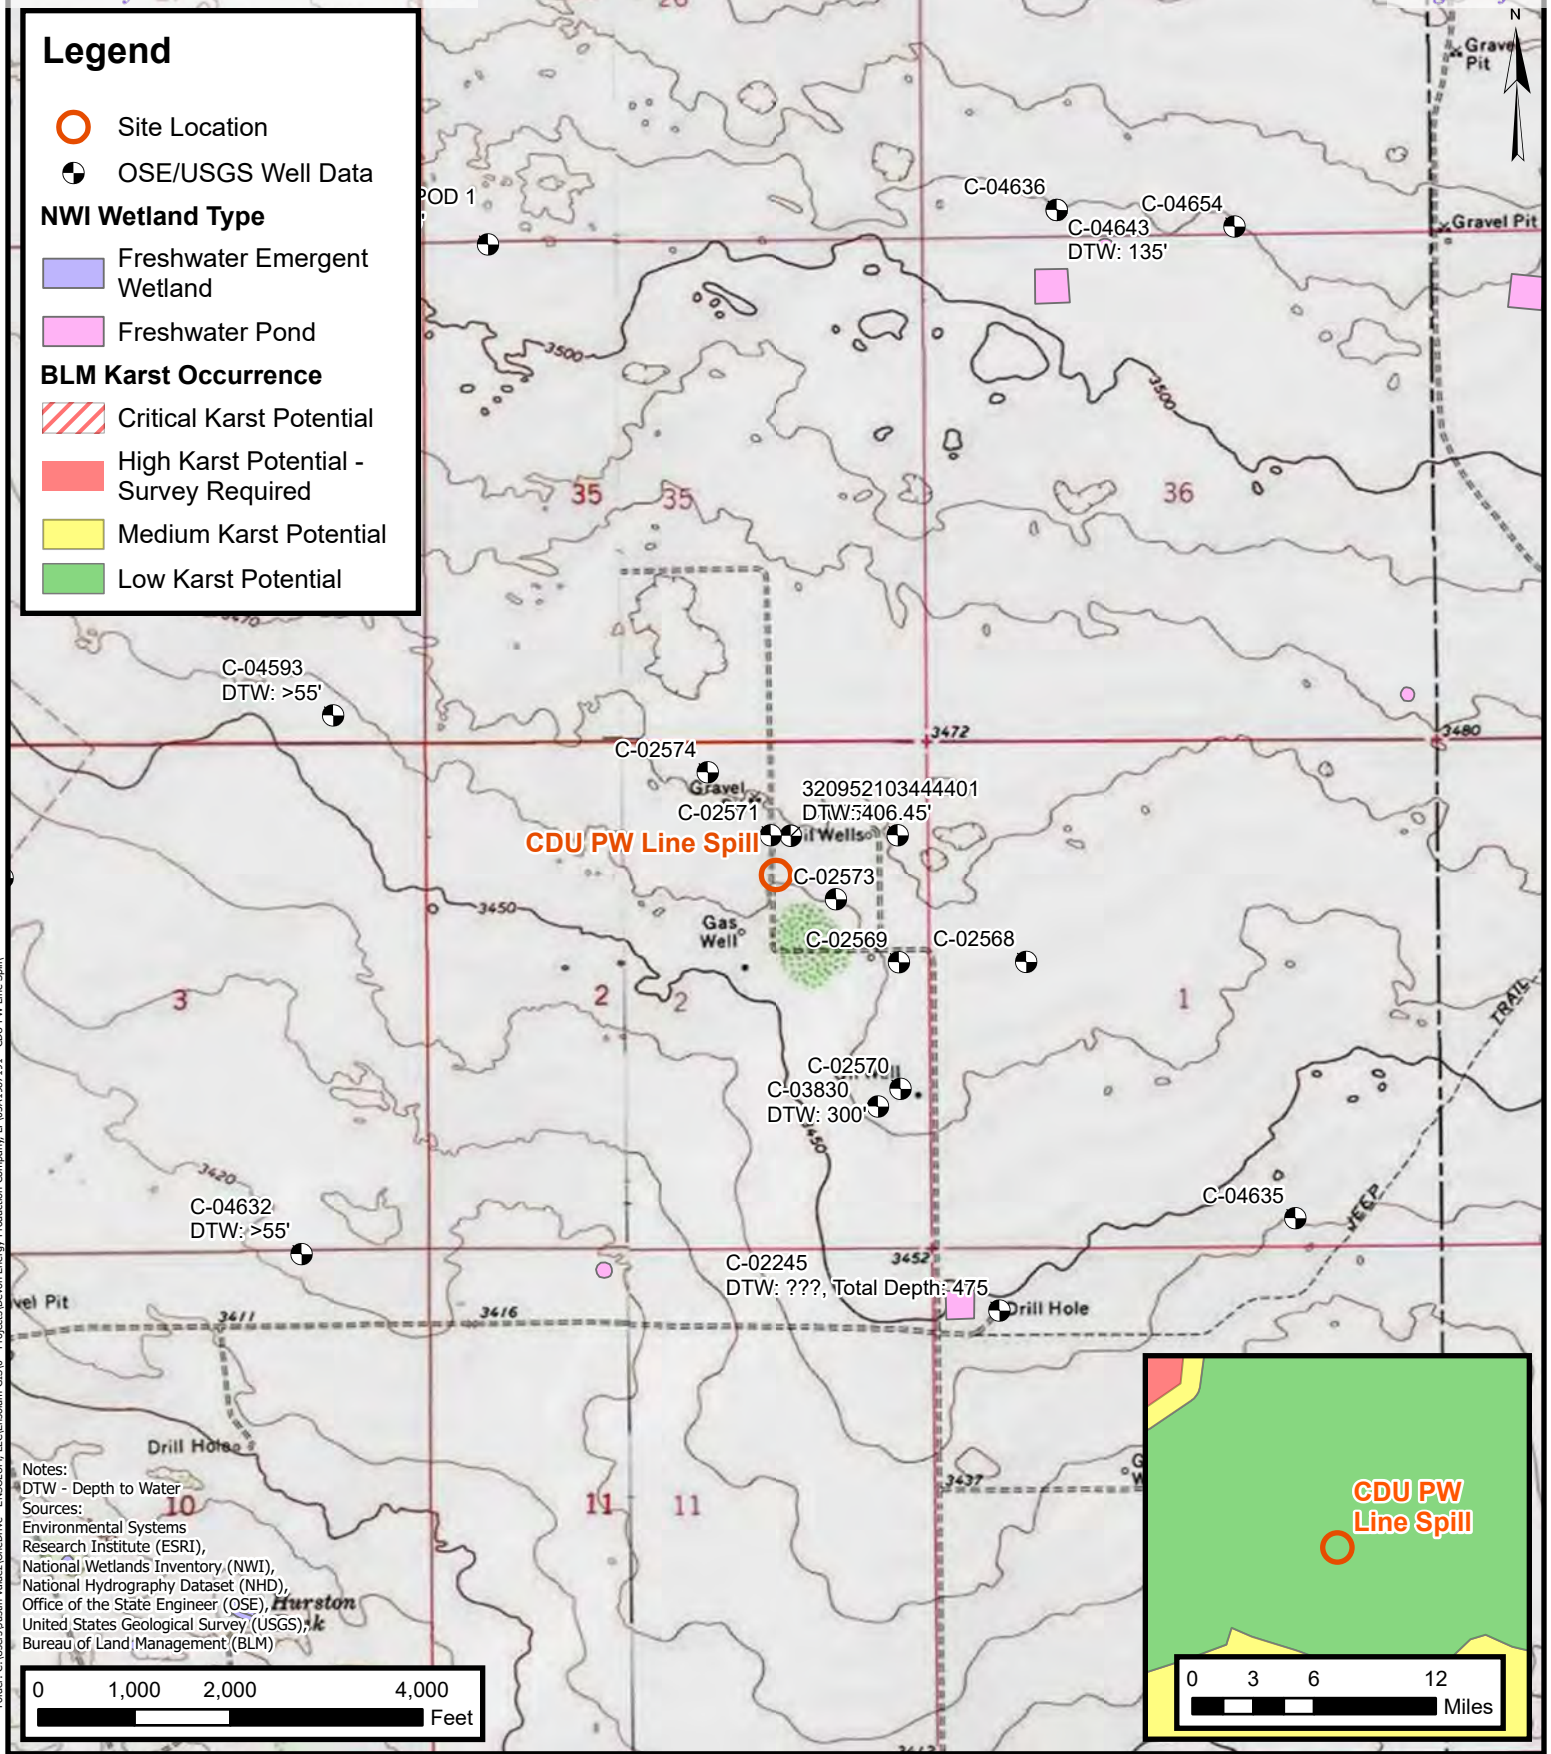 Legend
Site Location
OSE/USGS Well Data
NWI Wetland Type
Freshwater Emergent
Wetland
Freshwater Pond
BLM Karst Occurrence
Critical Karst Potential
High Karst Potential -
Survey Required
Medium Karst Potential
Low Karst Potential
N
Gravel
Pit
POD 1
C-04636
C-04654
C-04643
DTW: 135'
Gravel Pit
3500
3500
35
35
36
3470
C-04593
DTW: >55'
3472
3480
C-02574
Gravel
320952103444401
C-02571
DTW: 406.45'
CDU PW Line Spill
Oil Wells
C-02573
3450
Gas
Well
C-02569
C-02568
3
2
2
1
TRAIL
C-02570
C-03830
DTW: 300'
3450
3420
C-04632
DTW: >55'
C-04635
JEEP
3452
C-02245
DTW: ???, Total Depth: 475
Drill Hole
vel Pit
3411
3416
Drill Hole
3437
10
11
11
Notes:
DTW - Depth to Water
Sources:
Environmental Systems
Research Institute (ESRI),
National Wetlands Inventory (NWI),
National Hydrography Dataset (NHD),
Office of the State Engineer (OSE),
United States Geological Survey (USGS),
Bureau of Land Management (BLM)
Hurston
0 1,000 2,000 4,000
Feet
CDU PW
Line Spill
0 3 6 12
Miles